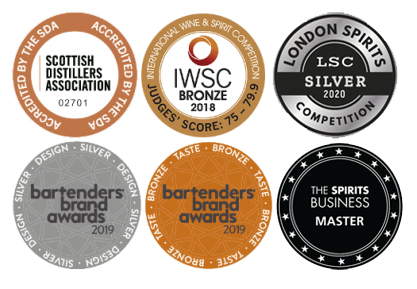 ACCREDITED BY THE SDA
ACCREDITED BY THE SDA
SCOTTISH
DISTILLERS
ASSOCIATION
02701
INTERNATIONAL WINE & SPIRIT COMPETITION
IWSC
BRONZE
2018
JUDGES' SCORE: 75 - 79.9
LONDON SPIRITS
LSC
SILVER
2020
COMPETITION
SILVER · DESIGN · SILVER · DESIGN · SILVER · DESIGN · SILVER · DESIGN ·
bartenders'
brand
awards
2019
BRONZE · TASTE · BRONZE · TASTE · BRONZE · TASTE · BRONZE · TASTE ·
bartenders'
brand
awards
2019
THE SPIRITS
BUSINESS
MASTER